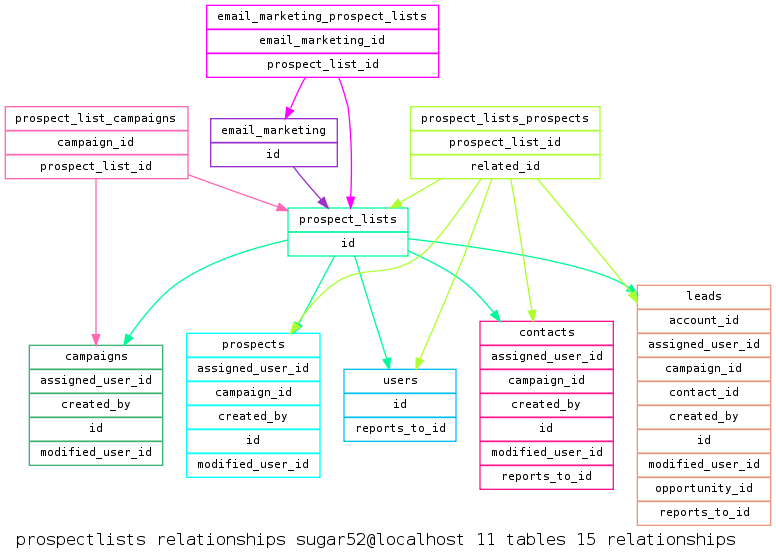 email_marketing_prospect_lists
email_marketing_id
prospect_list_id
prospect_list_campaigns
campaign_id
prospect_list_id
email_marketing
id
prospect_lists_prospects
prospect_list_id
related_id
prospect_lists
id
campaigns
assigned_user_id
created_by
id
modified_user_id
prospects
assigned_user_id
campaign_id
created_by
id
modified_user_id
users
id
reports_to_id
contacts
assigned_user_id
campaign_id
created_by
id
modified_user_id
reports_to_id
leads
account_id
assigned_user_id
campaign_id
contact_id
created_by
id
modified_user_id
opportunity_id
reports_to_id
prospectlists relationships sugar52@localhost 11 tables 15 relationships